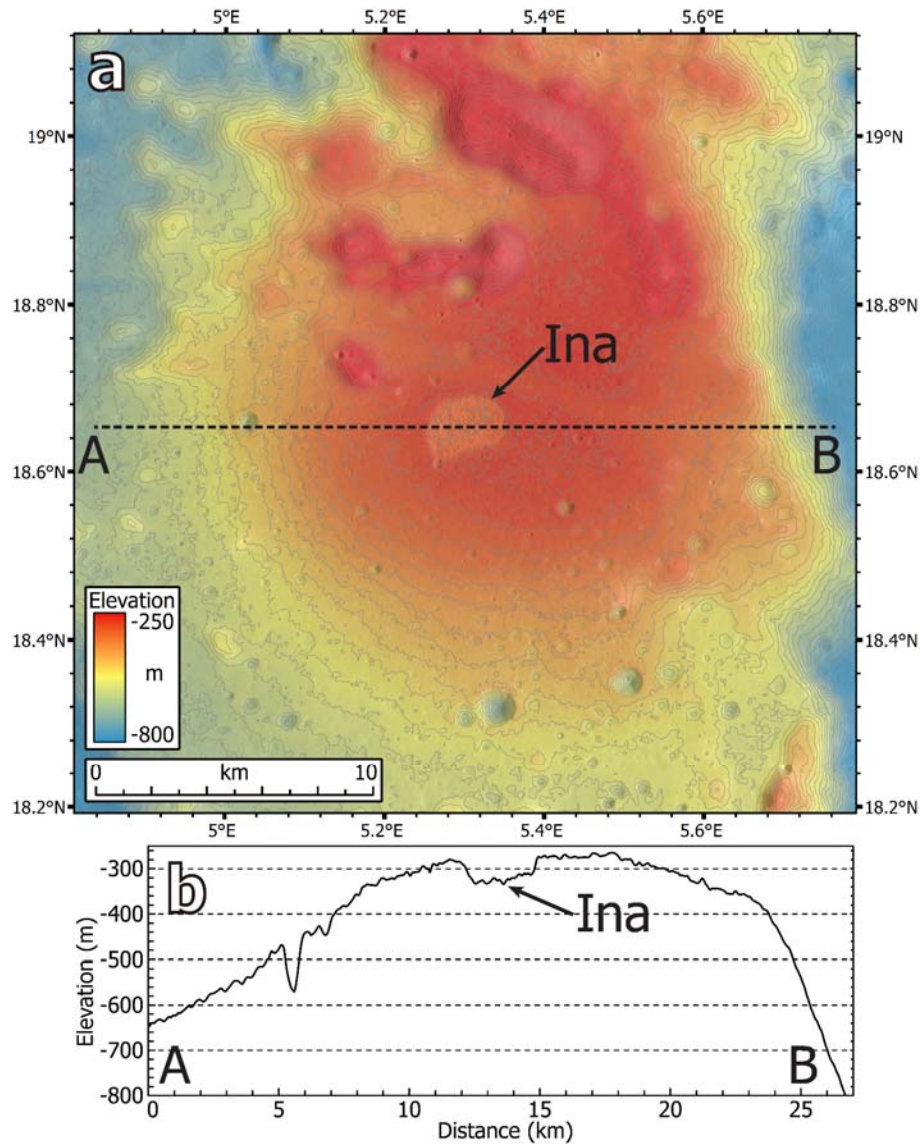 5°E 5.2°E 5.4°E 5.6°E
a
19°N 19°N
18.8°N 18.8°N
Ina
A B
18.6°N 18.6°N
Elevation
-250
m
-800
18.4°N 18.4°N
0 km 10
18.2°N 18.2°N
5°E 5.2°E 5.4°E 5.6°E
b
-300
Ina
-400
-500
-600
-700
-800
Elevation (m)
A B
0 5 10 15 20 25
Distance (km)